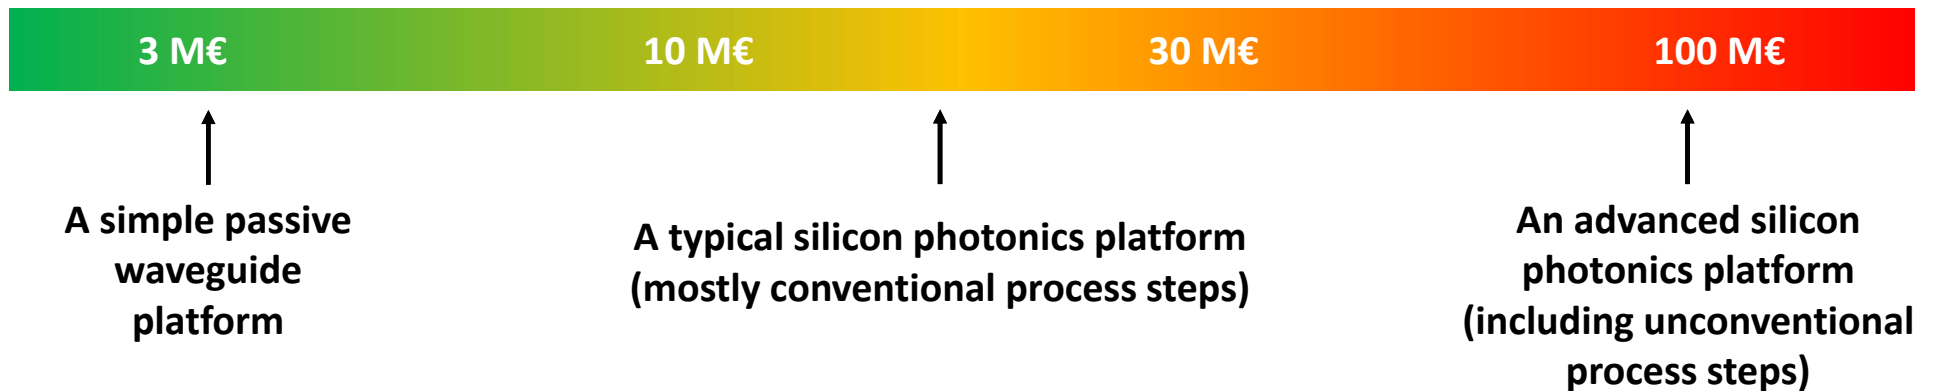 3 M€ 10 M€ 30 M€ 100 M€
A simple passive
waveguide
platform
A typical silicon photonics platform
(mostly conventional process steps)
An advanced silicon
photonics platform
(including unconventional
process steps)